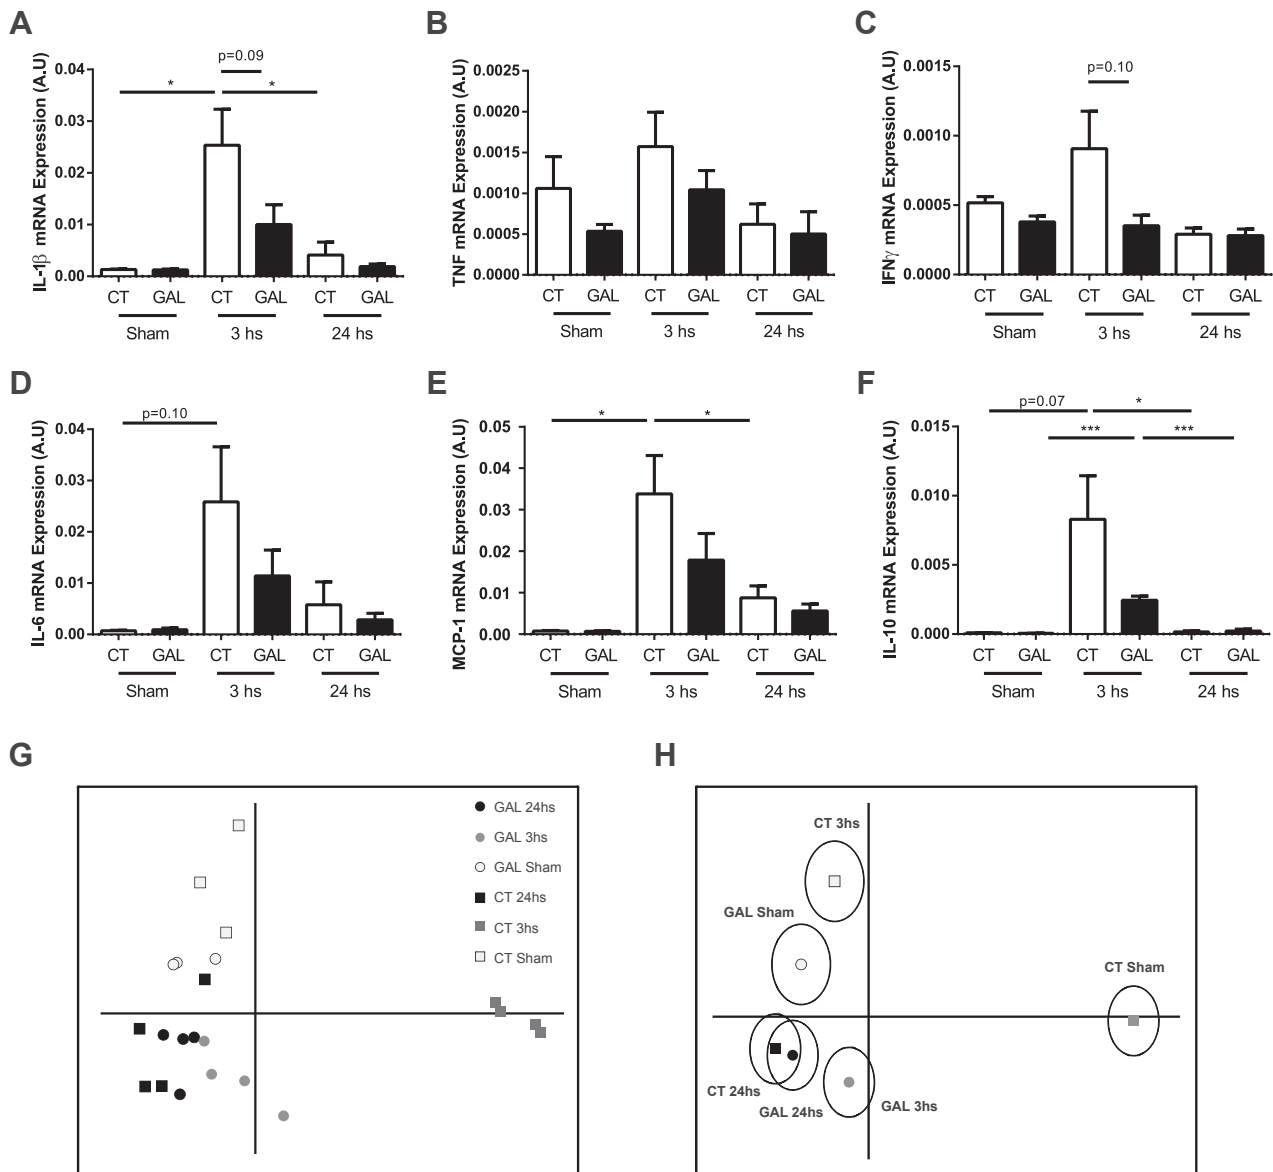 A
B
C
IL-1β mRNA Expression (A.U)
0.04
0.03
0.02
0.01
0.00
p=0.09
*
*
CT GAL CT GAL CT GAL
Sham 3 hs 24 hs
TNF mRNA Expression (A.U)
0.0025
0.0020
0.0015
0.0010
0.0005
0.0000
CT GAL CT GAL CT GAL
Sham 3 hs 24 hs
IFNγ mRNA Expression (A.U)
0.0015
0.0010
0.0005
0.0000
p=0.10
CT GAL CT GAL CT GAL
Sham 3 hs 24 hs
D
E
F
IL-6 mRNA Expression (A.U)
0.04
0.03
0.02
0.01
0.00
p=0.10
CT GAL CT GAL CT GAL
Sham 3 hs 24 hs
MCP-1 mRNA Expression (A.U)
0.05
0.04
0.03
0.02
0.01
0.00
*
*
CT GAL CT GAL CT GAL
Sham 3 hs 24 hs
IL-10 mRNA Expression (A.U)
0.015
0.010
0.005
0.000
p=0.07
*
***
***
CT GAL CT GAL CT GAL
Sham 3 hs 24 hs
G
GAL 24hs
GAL 3hs
GAL Sham
CT 24hs
CT 3hs
CT Sham
H
CT 3hs
GAL Sham
CT Sham
CT 24hs
GAL 24hs
GAL 3hs